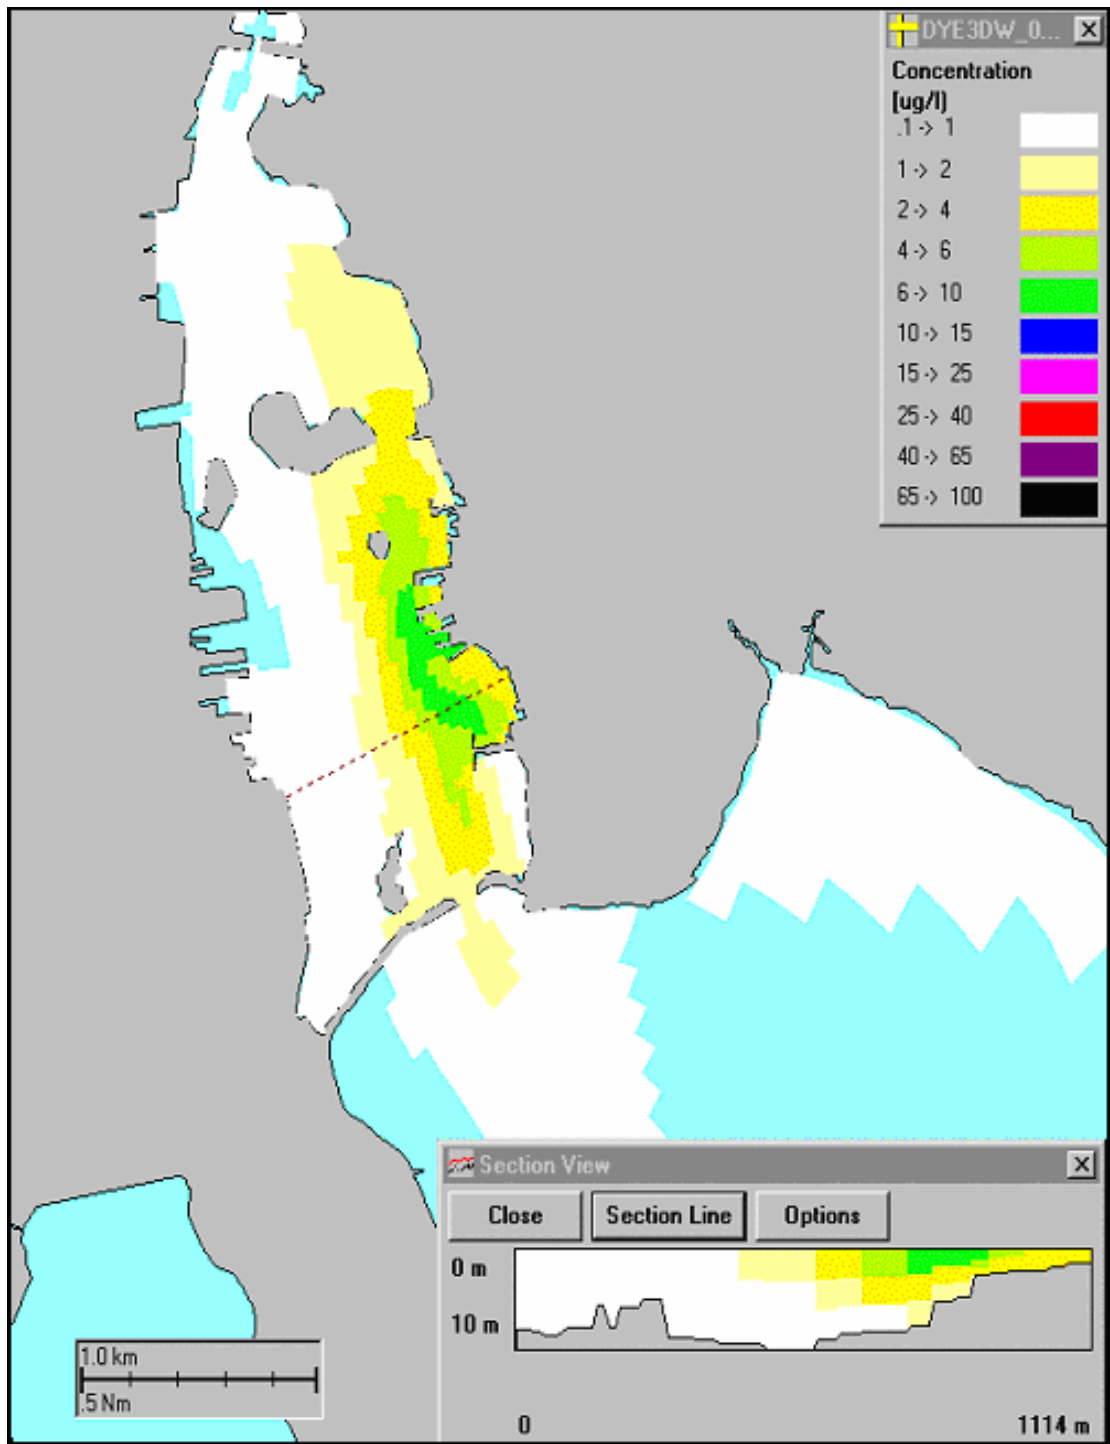 DYE3DW_0...
Concentration
[ug/l)
.1 -> 1
1 -> 2
2 -> 4
4 -> 6
6 -> 10
10 -> 15
15 -> 25
25 -> 40
40 -> 65
65 -> 100
Section View
Close Section Line Options
0 m
10 m
0 1114 m
1.0 km
.5 Nm